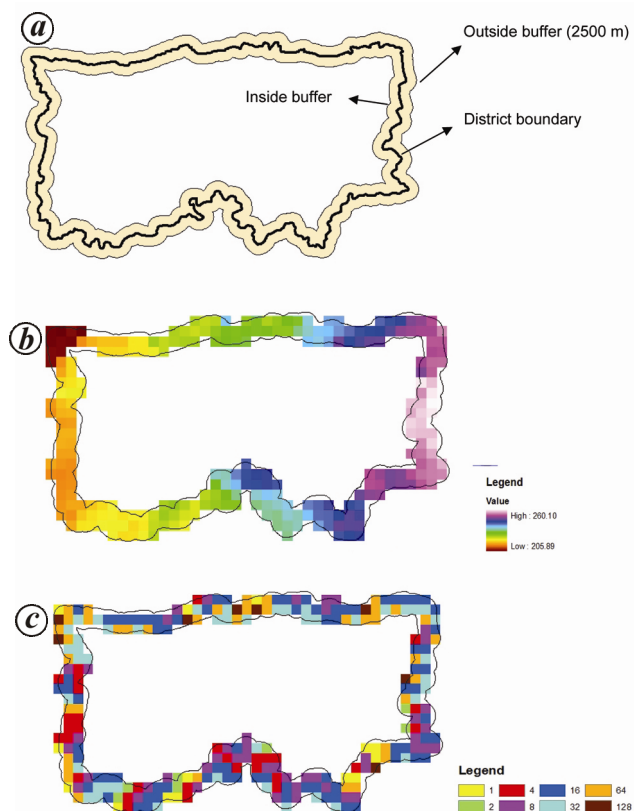 a
Outside buffer (2500 m)
Inside buffer
District boundary
b
Legend
Value
High : 260.10
Low : 205.89
c
Legend
1 4 16 64
2 8 32 128